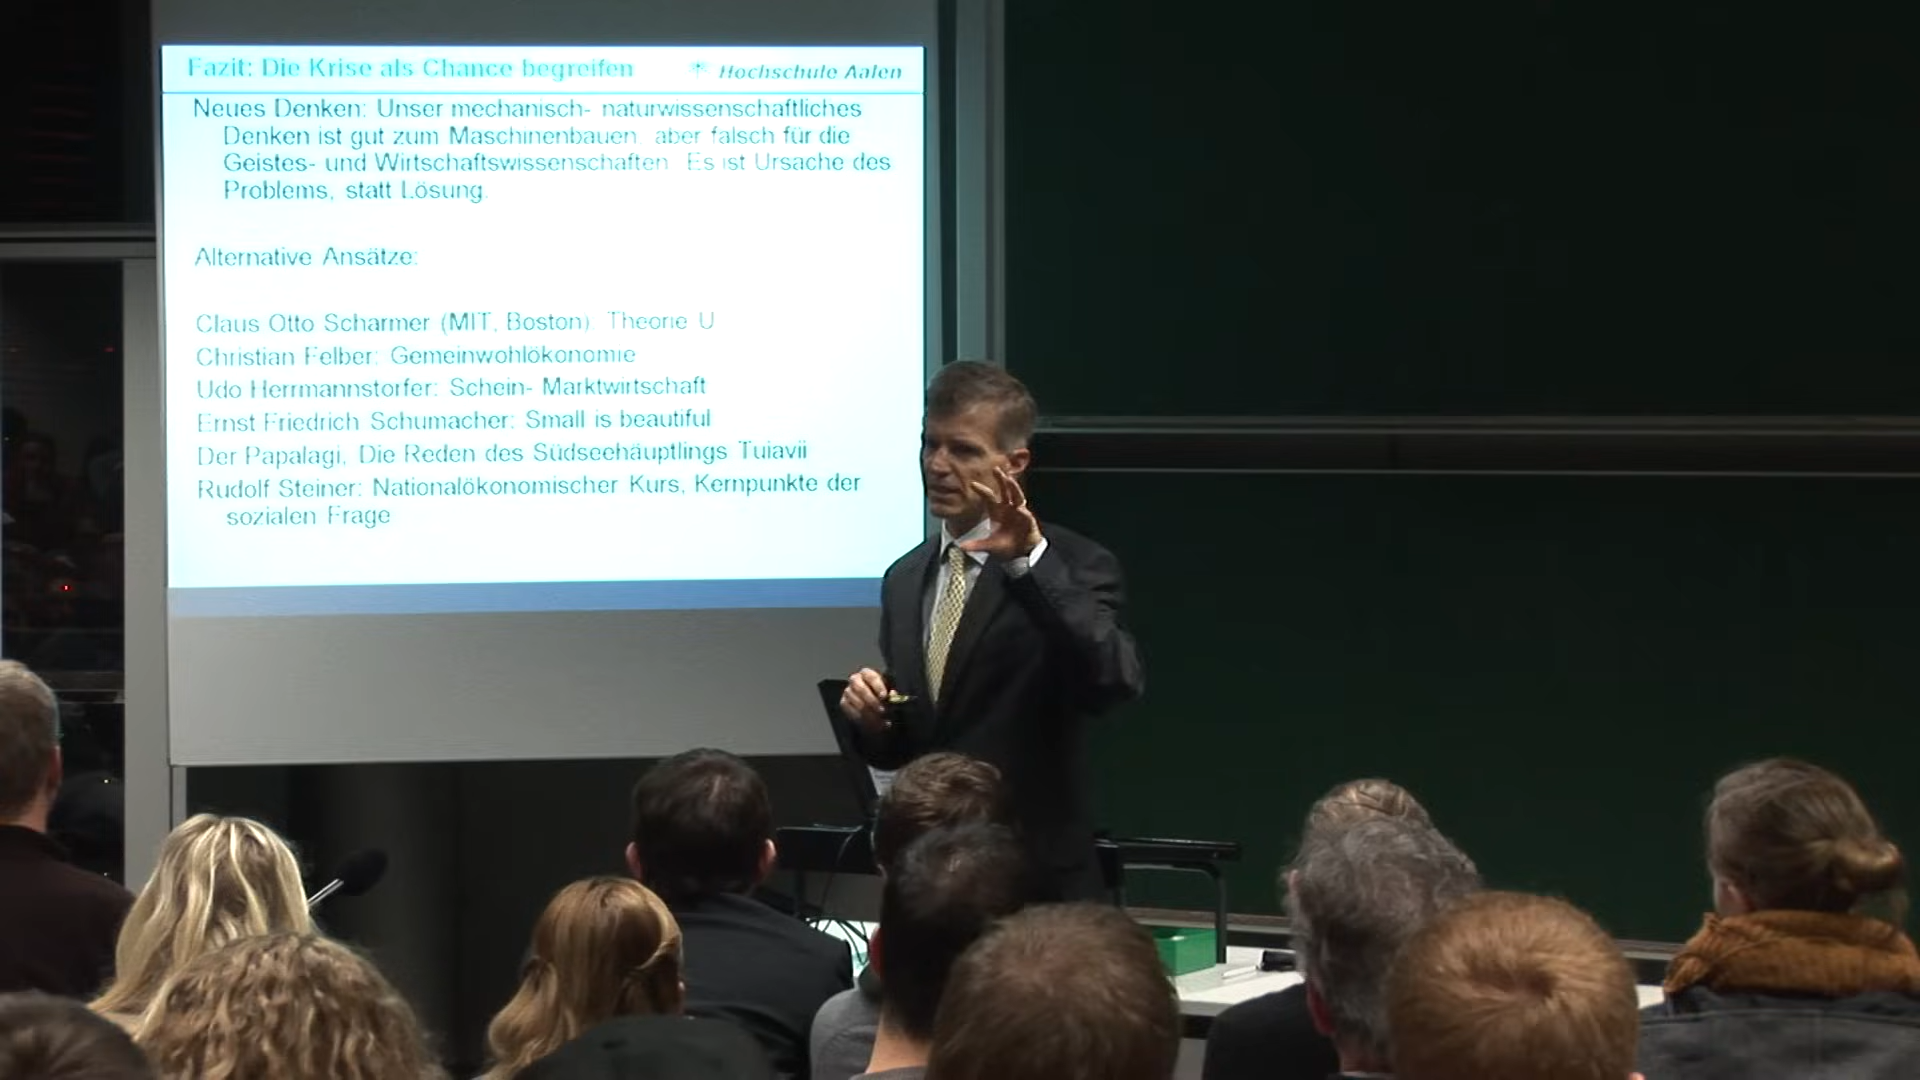 Fazit: Die Krise als Chance begreifen
Hochschule Aalen
Neues Denken: Unser mechanisch- naturwissenschaftliches
Denken ist gut zum Maschinenbauen, aber falsch für die
Geistes- und Wirtschaftswissenschaften. Es ist Ursache des
Problems, statt Lösung.
Alternative Ansätze:
Claus Otto Scharmer (MIT, Boston): Theorie U
Christian Felber: Gemeinwohlökonomie
Udo Herrmannstorfer: Schein- Marktwirtschaft
Ernst Friedrich Schumacher: Small is beautiful
Der Papalagi, Die Reden des Südseehäuptlings Tuiavii
Rudolf Steiner: Nationalökonomischer Kurs, Kernpunkte der
sozialen Frage